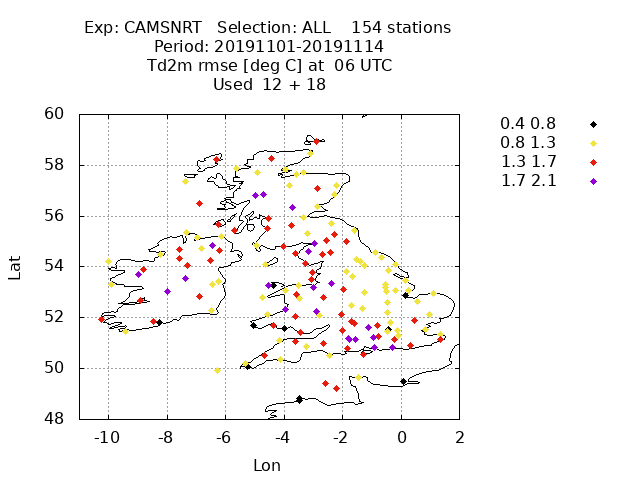 Exp: CAMSNRT   Selection: ALL    154 stations
Period: 20191101-20191114
Td2m rmse [deg C] at  06 UTC
Used  12 + 18
0.4 0.8
0.8 1.3
1.3 1.7
1.7 2.1
60
58
56
54
52
50
48
Lat
-10 -8 -6 -4 -2 0 2
Lon